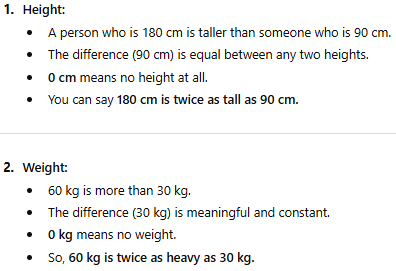 1. Height:
• A person who is 180 cm is taller than someone who is 90 cm.
• The difference (90 cm) is equal between any two heights.
• 0 cm means no height at all.
• You can say 180 cm is twice as tall as 90 cm.
2. Weight:
• 60 kg is more than 30 kg.
• The difference (30 kg) is meaningful and constant.
• 0 kg means no weight.
• So, 60 kg is twice as heavy as 30 kg.